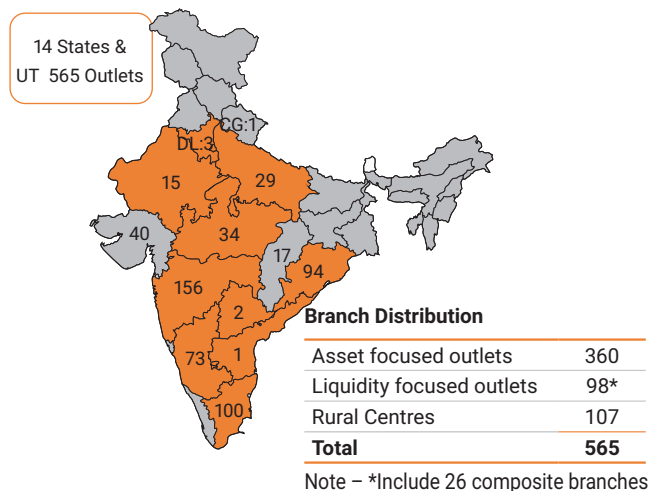 14 States &
UT 565 Outlets
CG:1
DL:3
15
29
40
34
17
94
156
2
73
1
100
Branch Distribution
Asset focused outlets 360
Liquidity focused outlets 98*
Rural Centres 107
Total 565
Note – *Include 26 composite branches